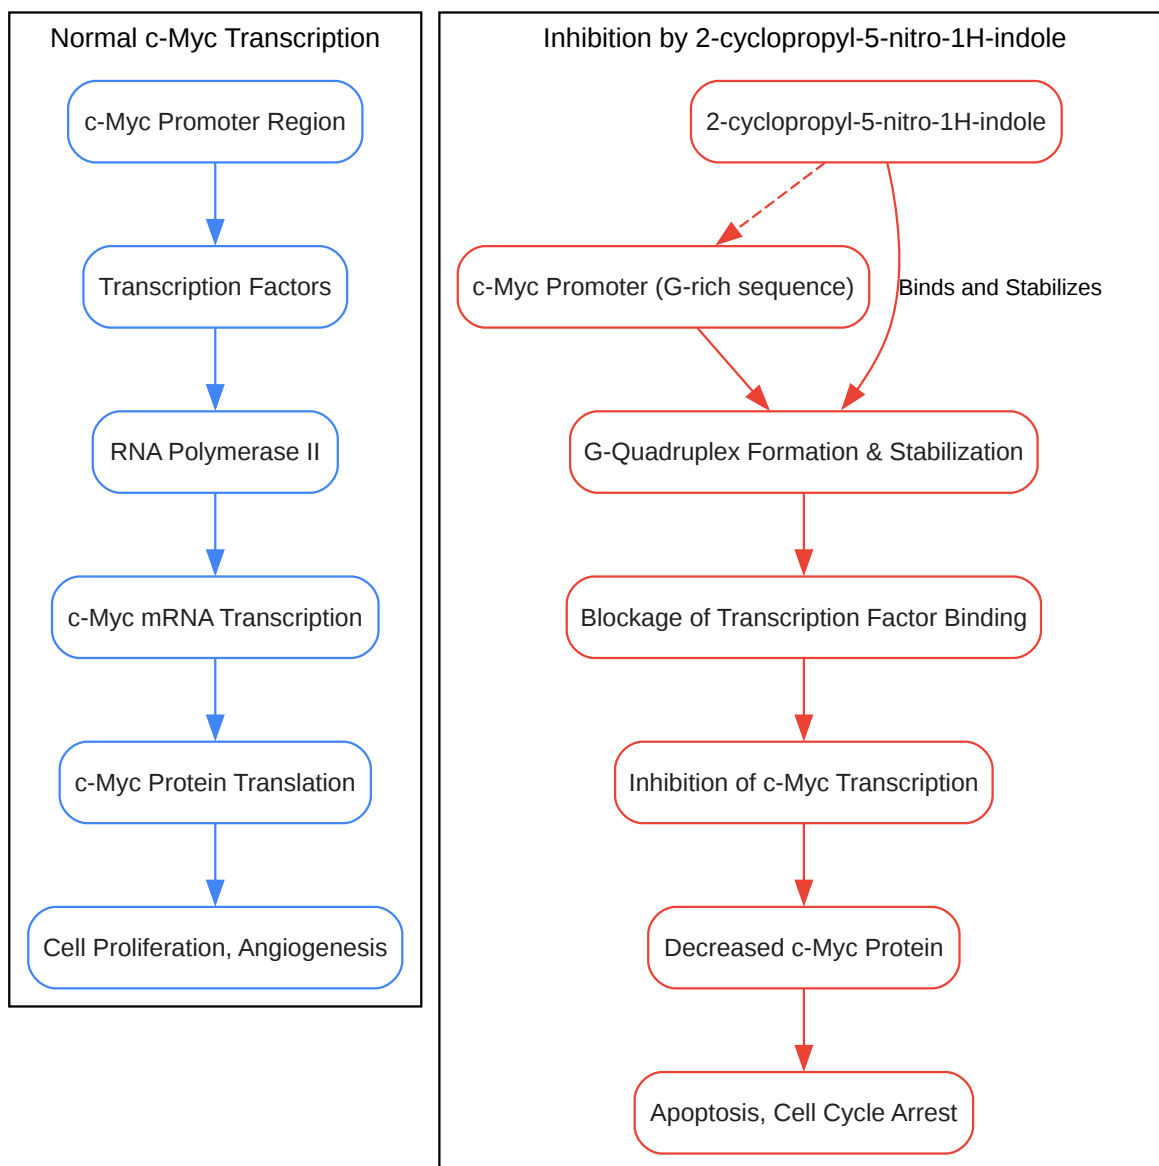 Normal c-Myc Transcription
c-Myc Promoter Region
Transcription Factors
RNA Polymerase II
c-Myc mRNA Transcription
c-Myc Protein Translation
Cell Proliferation, Angiogenesis
Inhibition by 2-cyclopropyl-5-nitro-1H-indole
2-cyclopropyl-5-nitro-1H-indole
c-Myc Promoter (G-rich sequence)
Binds and Stabilizes
G-Quadruplex Formation & Stabilization
Blockage of Transcription Factor Binding
Inhibition of c-Myc Transcription
Decreased c-Myc Protein
Apoptosis, Cell Cycle Arrest